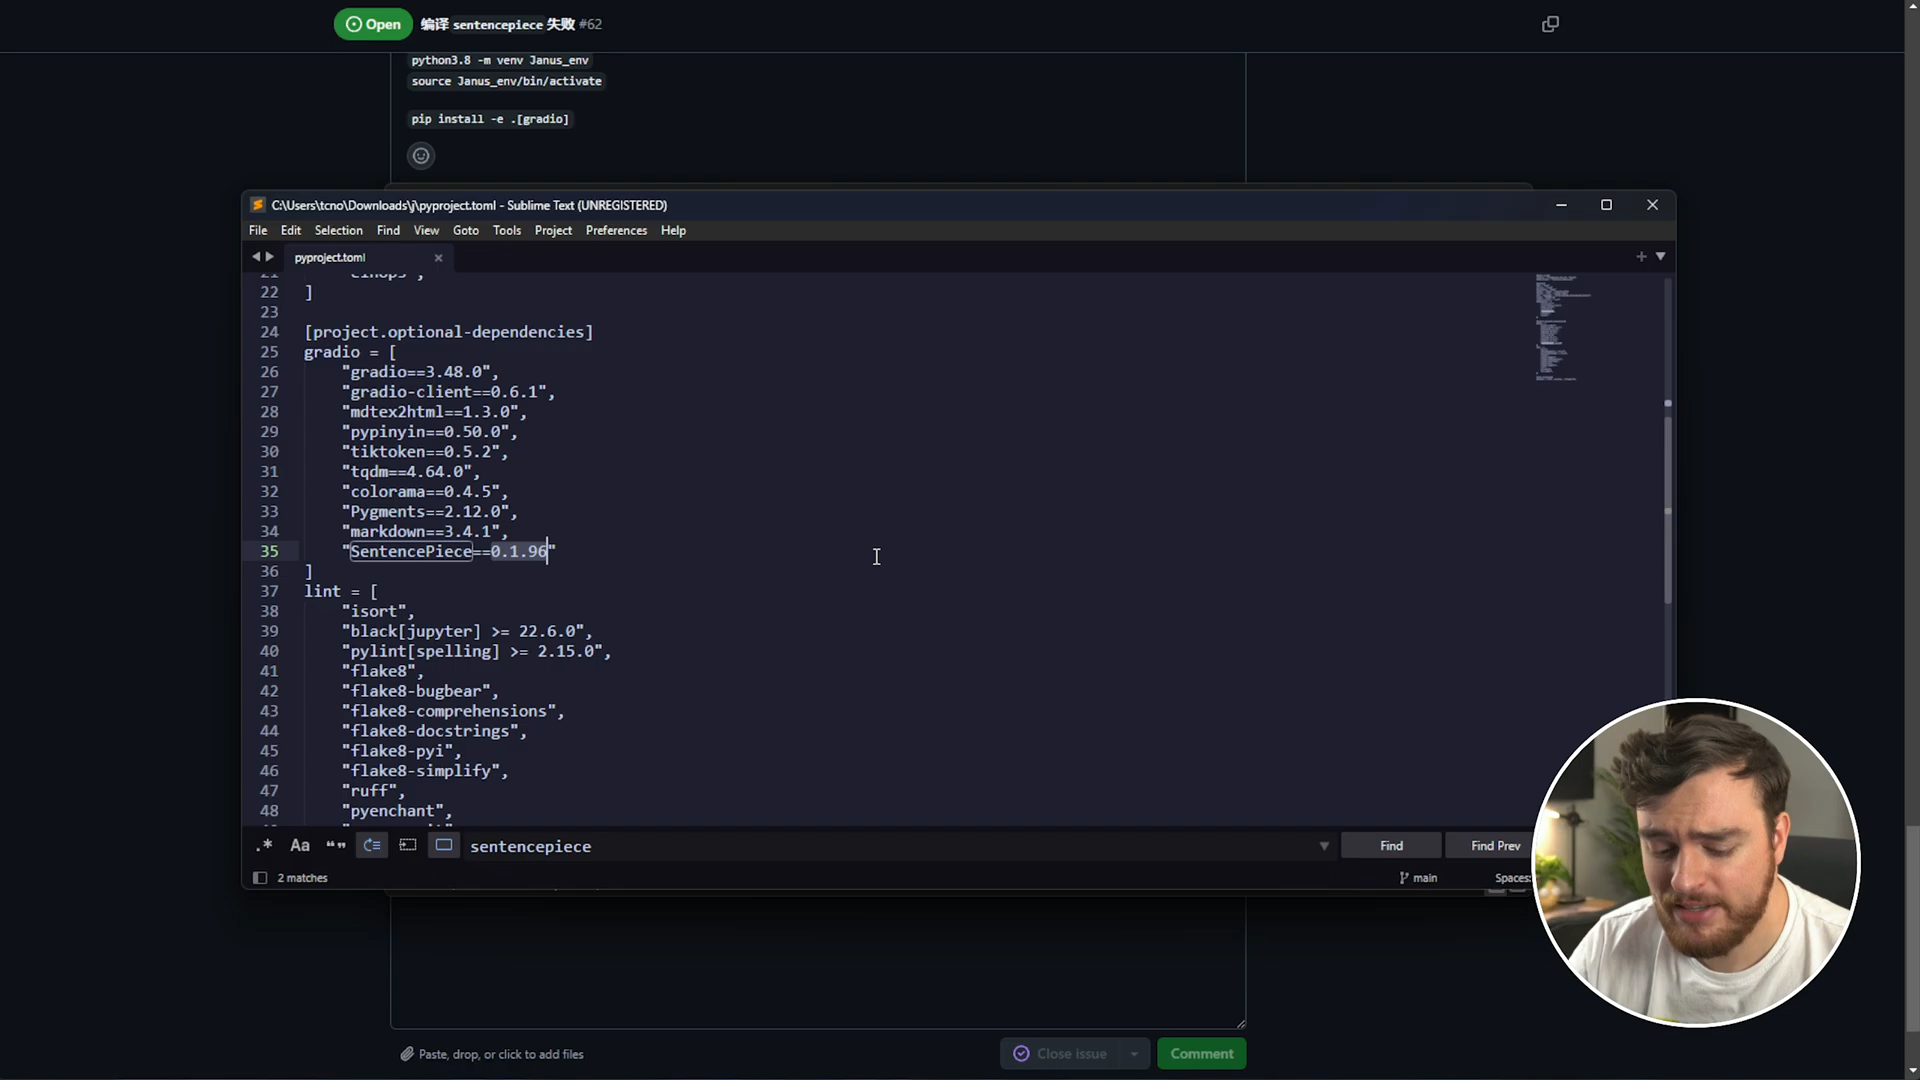 Open 编译 sentencepiece 失败 #62
python3.8 -m venv Janus_env
source Janus_env/bin/activate
pip install -e .[gradio]
C:\Users\tcno\Downloads\j\pyproject.toml - Sublime Text (UNREGISTERED)
File Edit Selection Find View Goto Tools Project Preferences Help
pyproject.toml
22 ]
23
24 [project.optional-dependencies]
25 gradio = [
26 "gradio==3.48.0",
27 "gradio-client==0.6.1",
28 "mdtex2html==1.3.0",
29 "pypinyin==0.50.0",
30 "tiktoken==0.5.2",
31 "tqdm==4.64.0",
32 "colorama==0.4.5",
33 "Pygments==2.12.0",
34 "markdown==3.4.1",
35 "SentencePiece==0.1.96"
36 ]
37 lint = [
38 "isort",
39 "black[jupyter] >= 22.6.0",
40 "pylint[spelling] >= 2.15.0",
41 "flake8",
42 "flake8-bugbear",
43 "flake8-comprehensions",
44 "flake8-docstrings",
45 "flake8-pyi",
46 "flake8-simplify",
47 "ruff",
48 "pyenchant",
.* Aa "" sentencepiece Find Find Prev
2 matches main Spaces:
Paste, drop, or click to add files Close issue Comment